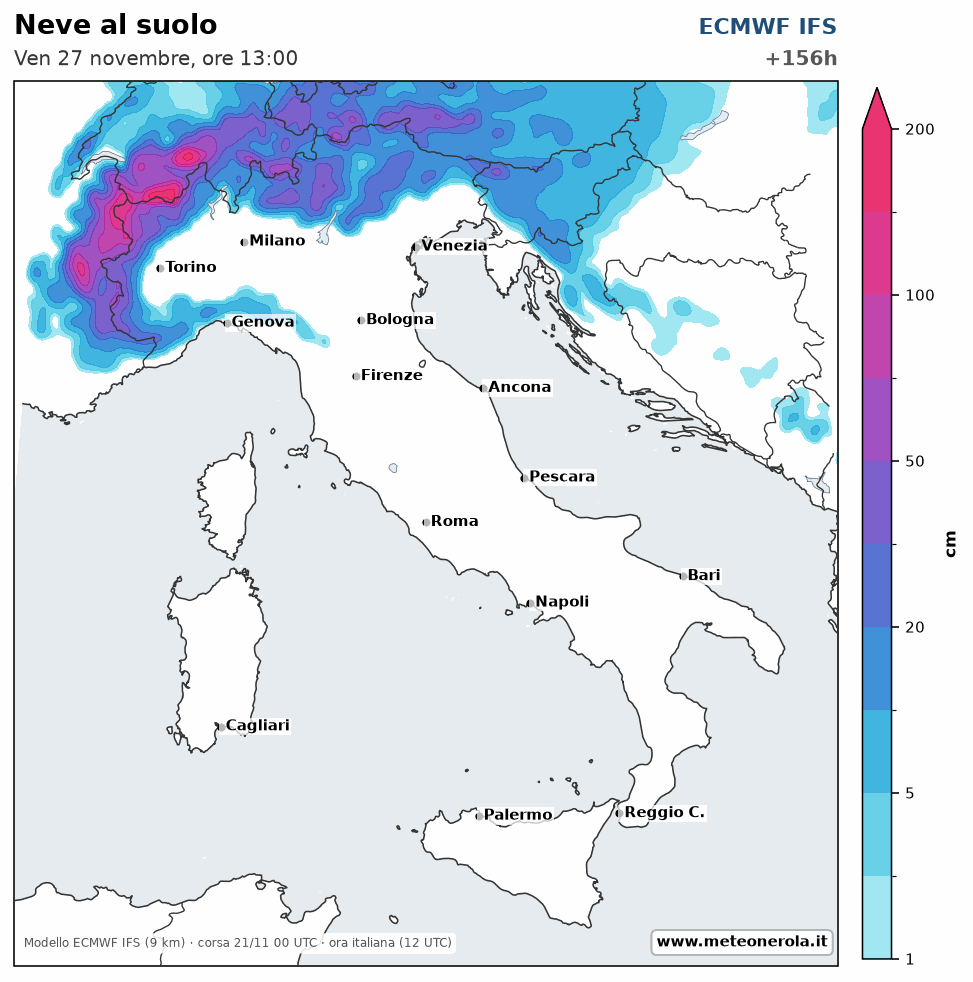 Neve al suolo
ECMWF IFS
Ven 27 novembre, ore 13:00
+156h
200
100
50
20
5
1
cm
Milano
Venezia
Torino
Genova
Bologna
Firenze
Ancona
Pescara
Roma
Bari
Napoli
Cagliari
Palermo
Reggio C.
Modello ECMWF IFS (9 km) · corsa 21/11 00 UTC · ora italiana (12 UTC)
www.meteonerola.it